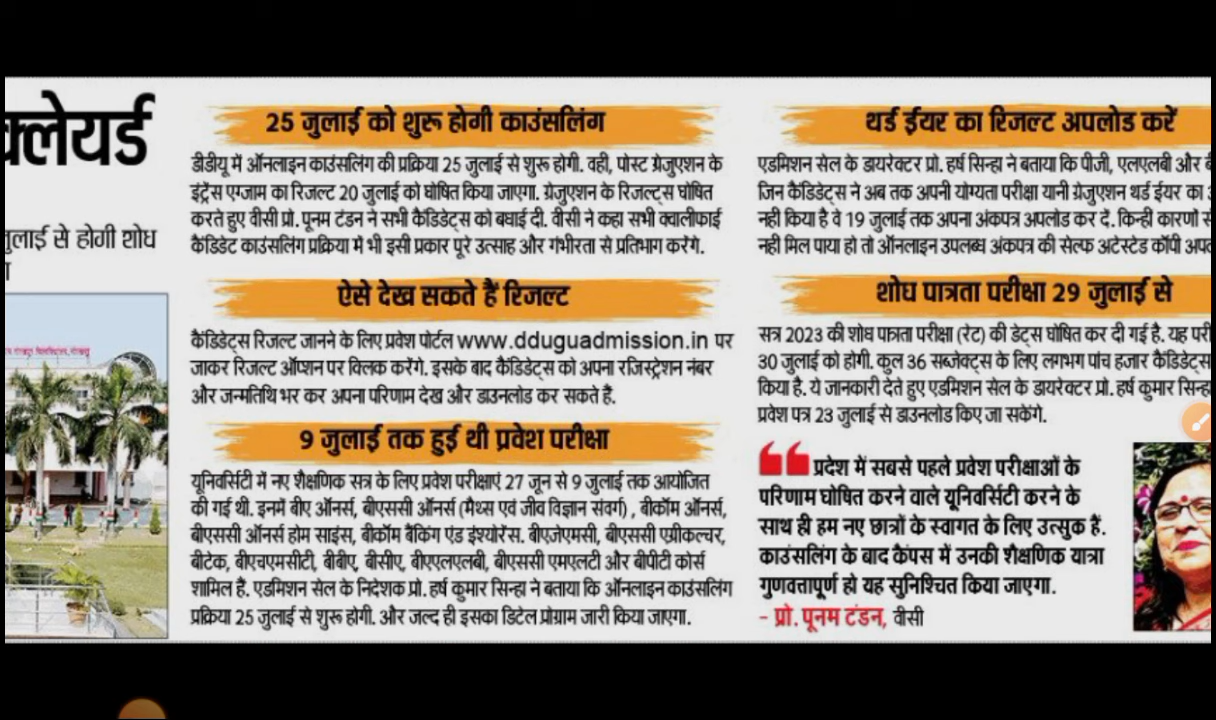 क्लेयर्ड
जुलाई से होगी शोध
25 जुलाई को शुरू होगी काउंसलिंग
डीडीयू में ऑनलाइन काउंसलिंग की प्रक्रिया 25 जुलाई से शुरू होगी. वही, पोस्ट ग्रेजुएशन के
इंट्रेंस एग्जाम का रिजल्ट 20 जुलाई को घोषित किया जाएगा. ग्रेजुएशन के रिजल्ट्स घोषित
करते हुए वीसी प्रो. पूनम टंडन ने सभी कैडिडेट्स को बधाई दी. वीसी ने कहा सभी क्वालीफाई
कैडिडेट काउंसलिंग प्रक्रिया में भी इसी प्रकार पूरे उत्साह और गंभीरता से प्रतिभाग करेंगे.
ऐसे देख सकते हैं रिजल्ट
कैंडिडेट्स रिजल्ट जानने के लिए प्रवेश पोर्टल www.dduguadmission.in पर
जाकर रिजल्ट ऑप्शन पर क्लिक करेंगे. इसके बाद कैंडिडेट्स को अपना रजिस्ट्रेशन नंबर
और जन्मतिथि भर कर अपना परिणाम देख और डाउनलोड कर सकते हैं.
9 जुलाई तक हुई थी प्रवेश परीक्षा
यूनिवर्सिटी में नए शैक्षणिक सत्र के लिए प्रवेश परीक्षाएं 27 जून से 9 जुलाई तक आयोजित
की गई थी. इनमें बीए ऑनर्स, बीएससी ऑनर्स (मैथ्स एवं जीव विज्ञान संवर्ग) , बीकॉम ऑनर्स,
बीएससी ऑनर्स होम साइंस, बीकॉम बैंकिंग एंड इंश्योरेंस. बीएजेएमसी, बीएससी एग्रीकल्चर,
बीटेक, बीएचएमसीटी, बीबीए, बीसीए, बीएएलएलबी, बीएससी एमएलटी और बीपीटी कोर्स
शामिल हैं. एडमिशन सेल के निदेशक प्रो. हर्ष कुमार सिन्हा ने बताया कि ऑनलाइन काउंसलिंग
प्रक्रिया 25 जुलाई से शुरू होगी. और जल्द ही इसका डिटेल प्रोग्राम जारी किया जाएगा.
थर्ड ईयर का रिजल्ट अपलोड करें
एडमिशन सेल के डायरेक्टर प्रो. हर्ष सिन्हा ने बताया कि पीजी, एलएलबी और
जिन कैडिडेट्स ने अब तक अपनी योग्यता परीक्षा यानी ग्रेजुएशन थर्ड ईयर का
नही किया है वे 19 जुलाई तक अपना अंकपत्र अपलोड कर दें. किन्ही कारणों
नही मिल पाया हो तो ऑनलाइन उपलब्ध अंकपत्र की सेल्फ अटेस्टेड कॉपी
शोध पात्रता परीक्षा 29 जुलाई से
सत्र 2023 की शोध पात्रता परीक्षा (रेट) की डेट्स घोषित कर दी गई है. यह
30 जुलाई को होगी. कुल 36 सब्जेक्ट्स के लिए लगभग पांच हजार कैडिडेट्स
किया है. ये जानकारी देते हुए एडमिशन सेल के डायरेक्टर प्रो. हर्ष कुमार सिन्हा
प्रवेश पत्र 23 जुलाई से डाउनलोड किए जा सकेंगे.
❝ प्रदेश में सबसे पहले प्रवेश परीक्षाओं के
परिणाम घोषित करने वाले यूनिवर्सिटी करने के
साथ ही हम नए छात्रों के स्वागत के लिए उत्सुक हैं.
काउंसलिंग के बाद कैंपस में उनकी शैक्षणिक यात्रा
गुणवत्तापूर्ण हो यह सुनिश्चित किया जाएगा.
- प्रो. पूनम टंडन, वीसी